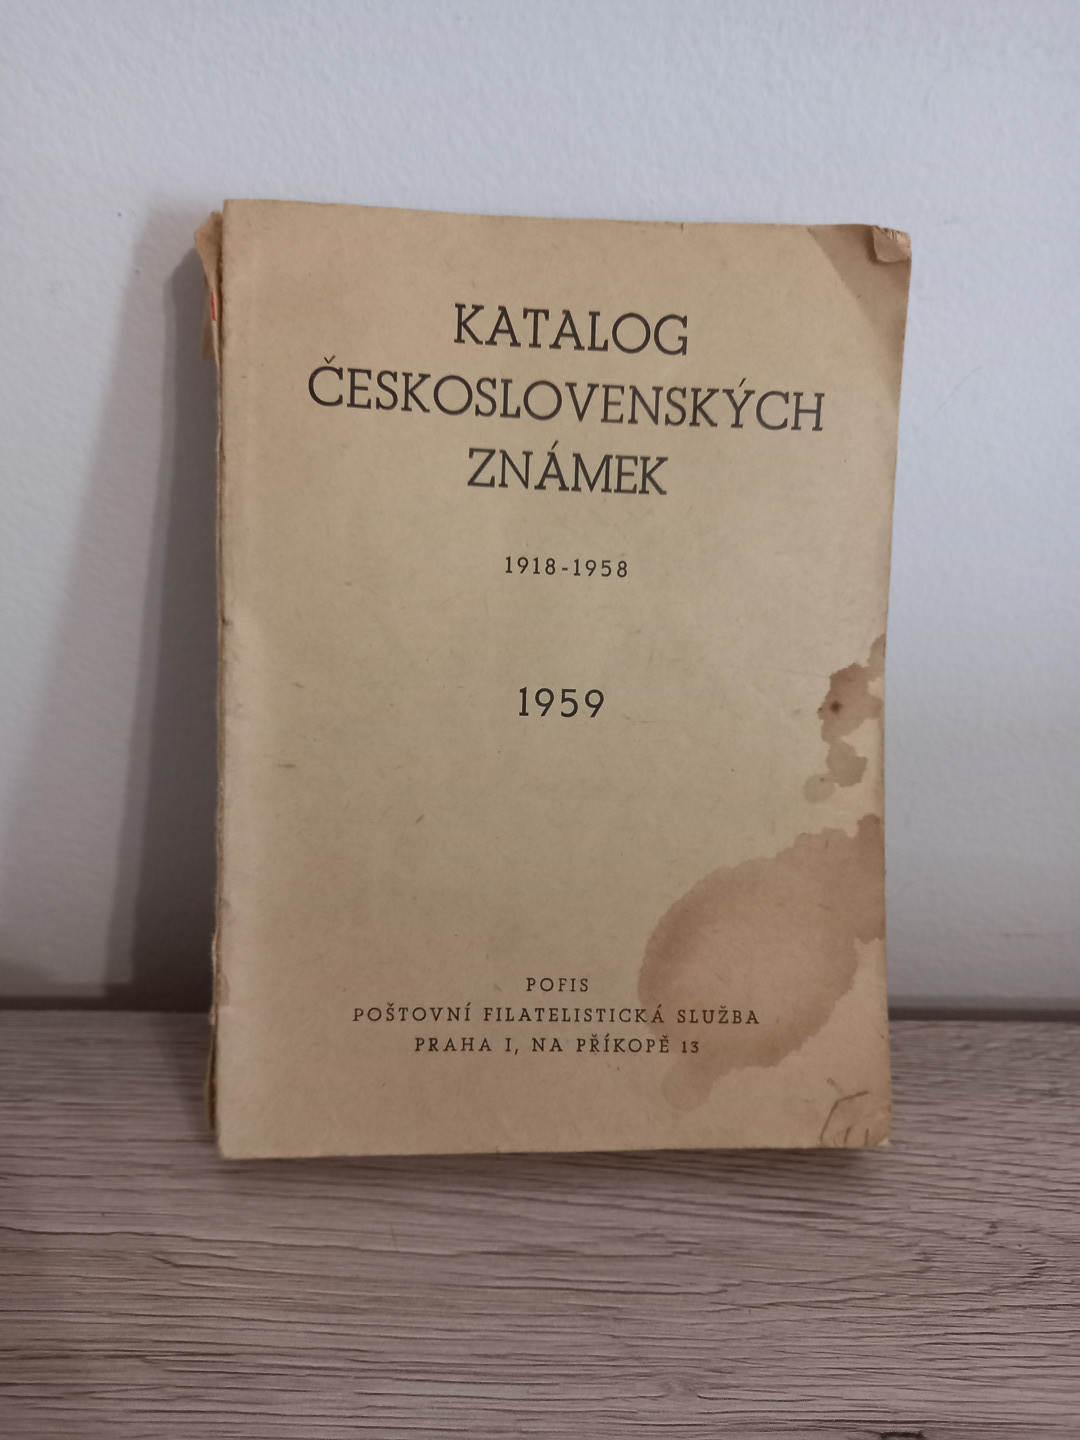 KATALOG
ČESKOSLOVENSKÝCH
ZNÁMEK
1918-1958
1959
POFIS
POŠTOVNÍ FILATELISTICKÁ SLUŽBA
PRAHA I, NA PŘÍKOPĚ 13